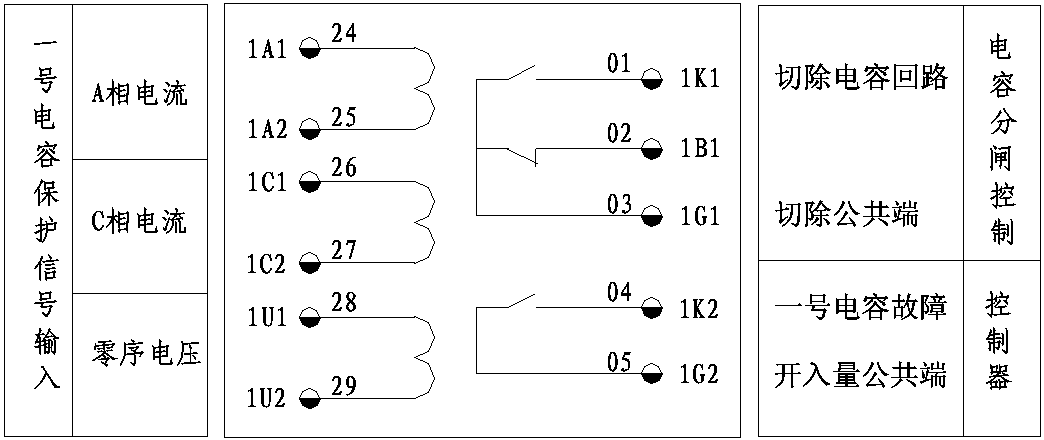 一号电容保护信号输入
A相电流
C相电流
零序电压
1A1 24
1A2 25
1C1 26
1C2 27
1U1 28
1U2 29
01 1K1
02 1B1
03 1G1
04 1K2
05 1G2
切除电容回路
切除公共端
一号电容故障
开入量公共端
电容分闸控制
控制器